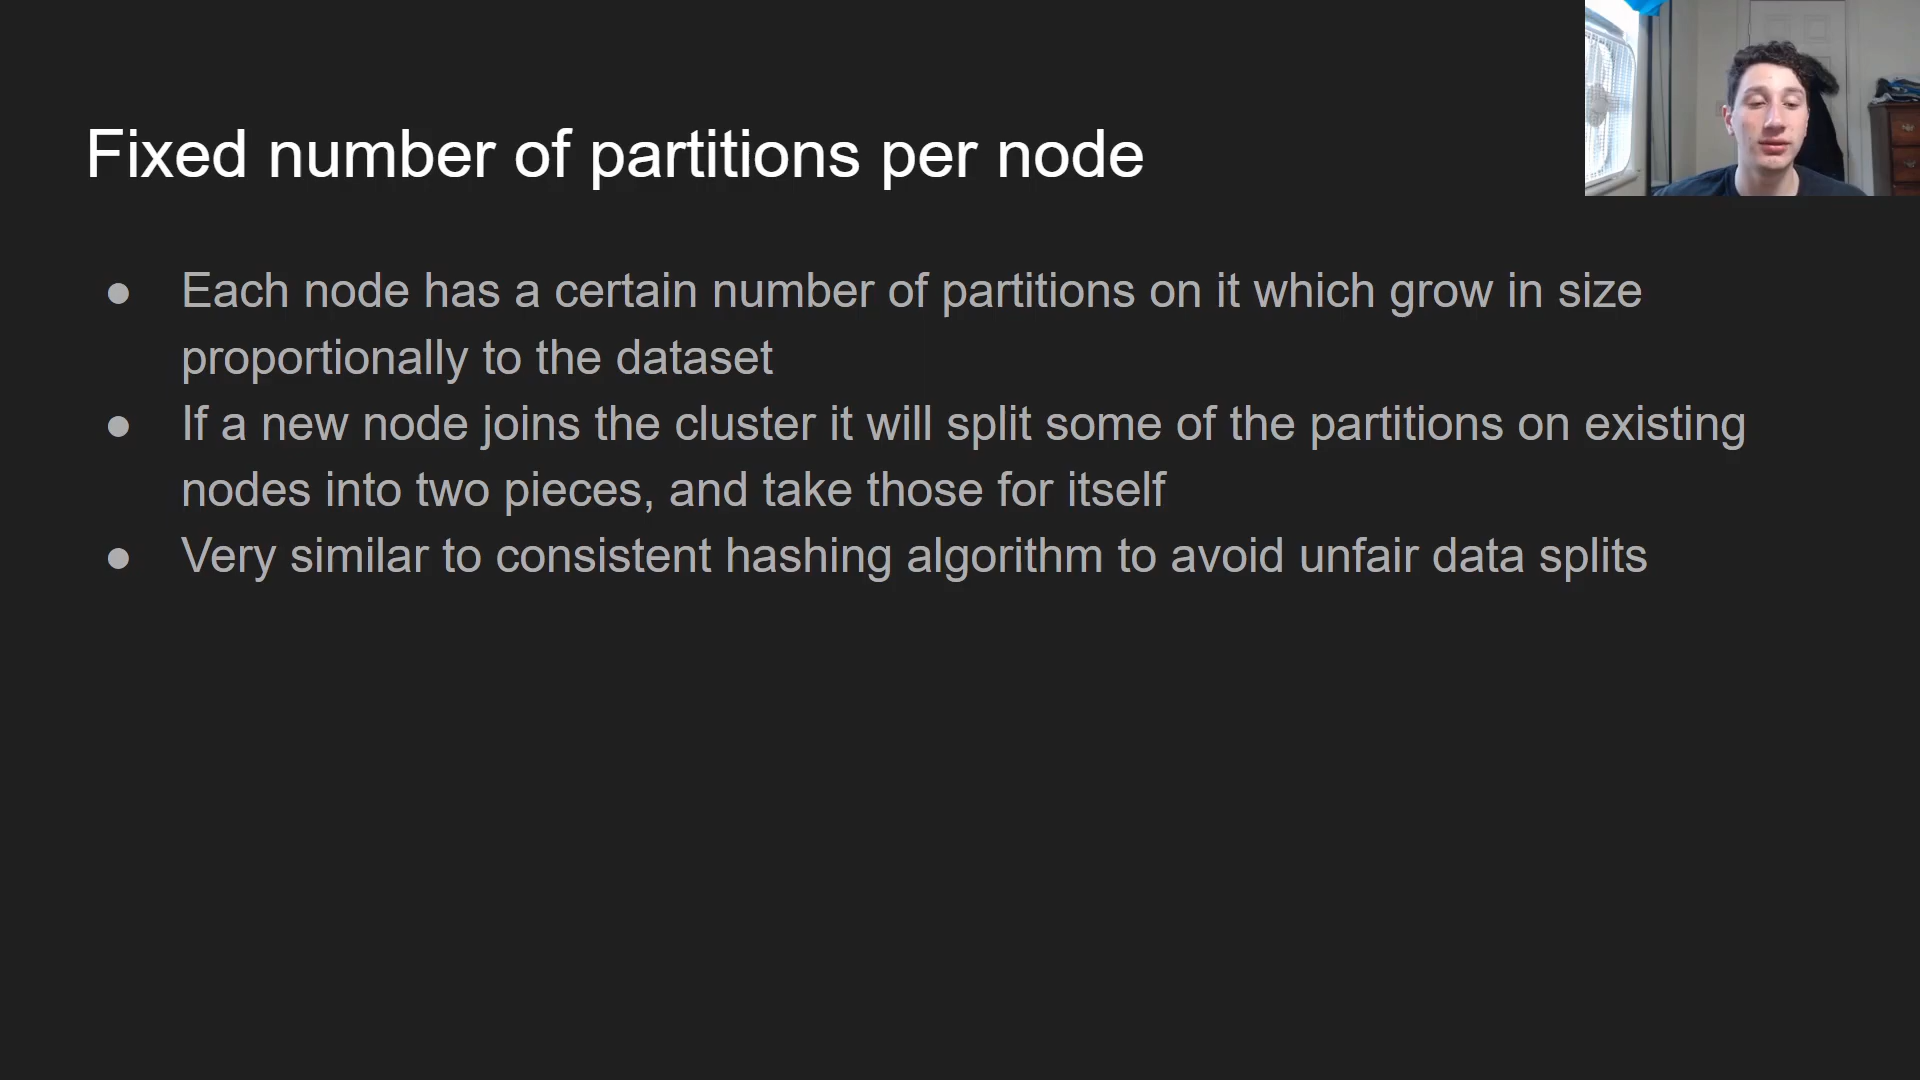 Fixed number of partitions per node
● Each node has a certain number of partitions on it which grow in size
proportionally to the dataset
● If a new node joins the cluster it will split some of the partitions on existing
nodes into two pieces, and take those for itself
● Very similar to consistent hashing algorithm to avoid unfair data splits